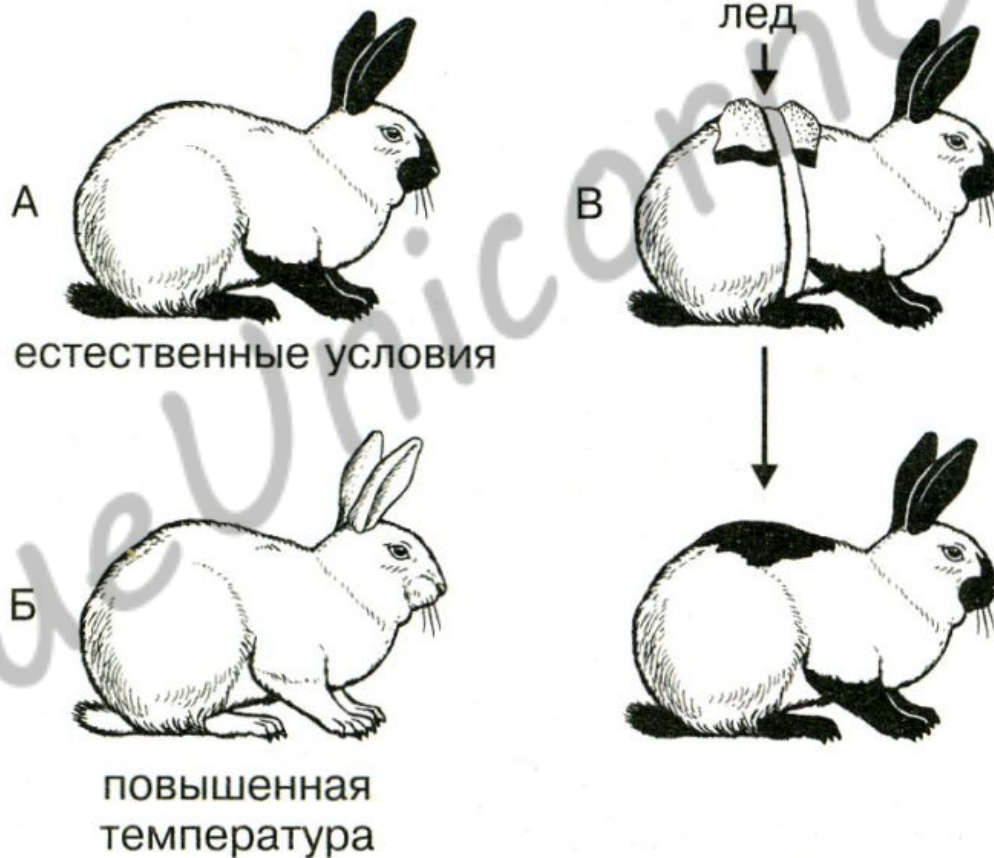 лед
А
В
естественные условия
Б
повышенная
температура